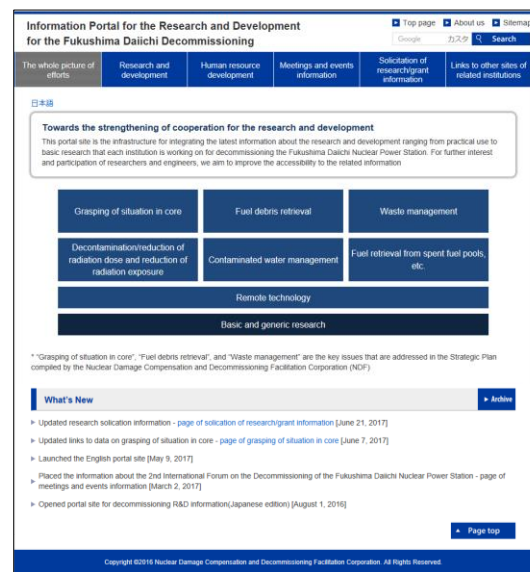 Information Portal for the Research and Development
for the Fukushima Daiichi Decommissioning
Top page About us Sitemap
Google カスタ Search
The whole picture of
efforts
Research and
development
Human resource
development
Meetings and events
information
Solicitation of
research/grant
information
Links to other sites of
related institutions
日本語
Towards the strengthening of cooperation for the research and development
This portal site is the infrastructure for integrating the latest information about the research and development ranging from practical use to
basic research that each institution is working on for decommissioning the Fukushima Daiichi Nuclear Power Station. For further interest
and participation of researchers and engineers, we aim to improve the accessibility to the related information
Grasping of situation in core
Fuel debris retrieval
Waste management
Decontamination/reduction of
radiation dose and reduction of
radiation exposure
Contaminated water management
Fuel retrieval from spent fuel pools,
etc.
Remote technology
Basic and generic research
* "Grasping of situation in core", "Fuel debris retrieval", and "Waste management" are the key issues that are addressed in the Strategic Plan
compiled by the Nuclear Damage Compensation and Decommissioning Facilitation Corporation (NDF)
What's New
Archive
Updated research solication information - page of solication of research/grant information [June 21, 2017]
Updated links to data on grasping of situation in core - page of grasping of situation in core [June 7, 2017]
Launched the English portal site [May 9, 2017]
Placed the information about the 2nd International Forum on the Decommissioning of the Fukushima Daiichi Nuclear Power Station - page of
meetings and events information [March 2, 2017]
Opened portal site for decommissioning R&D information(Japanese edition) [August 1, 2016]
Page top
Copyright ©2016 Nuclear Damage Compensation and Decommissioning Facilitation Corporation. All Rights Reserved.